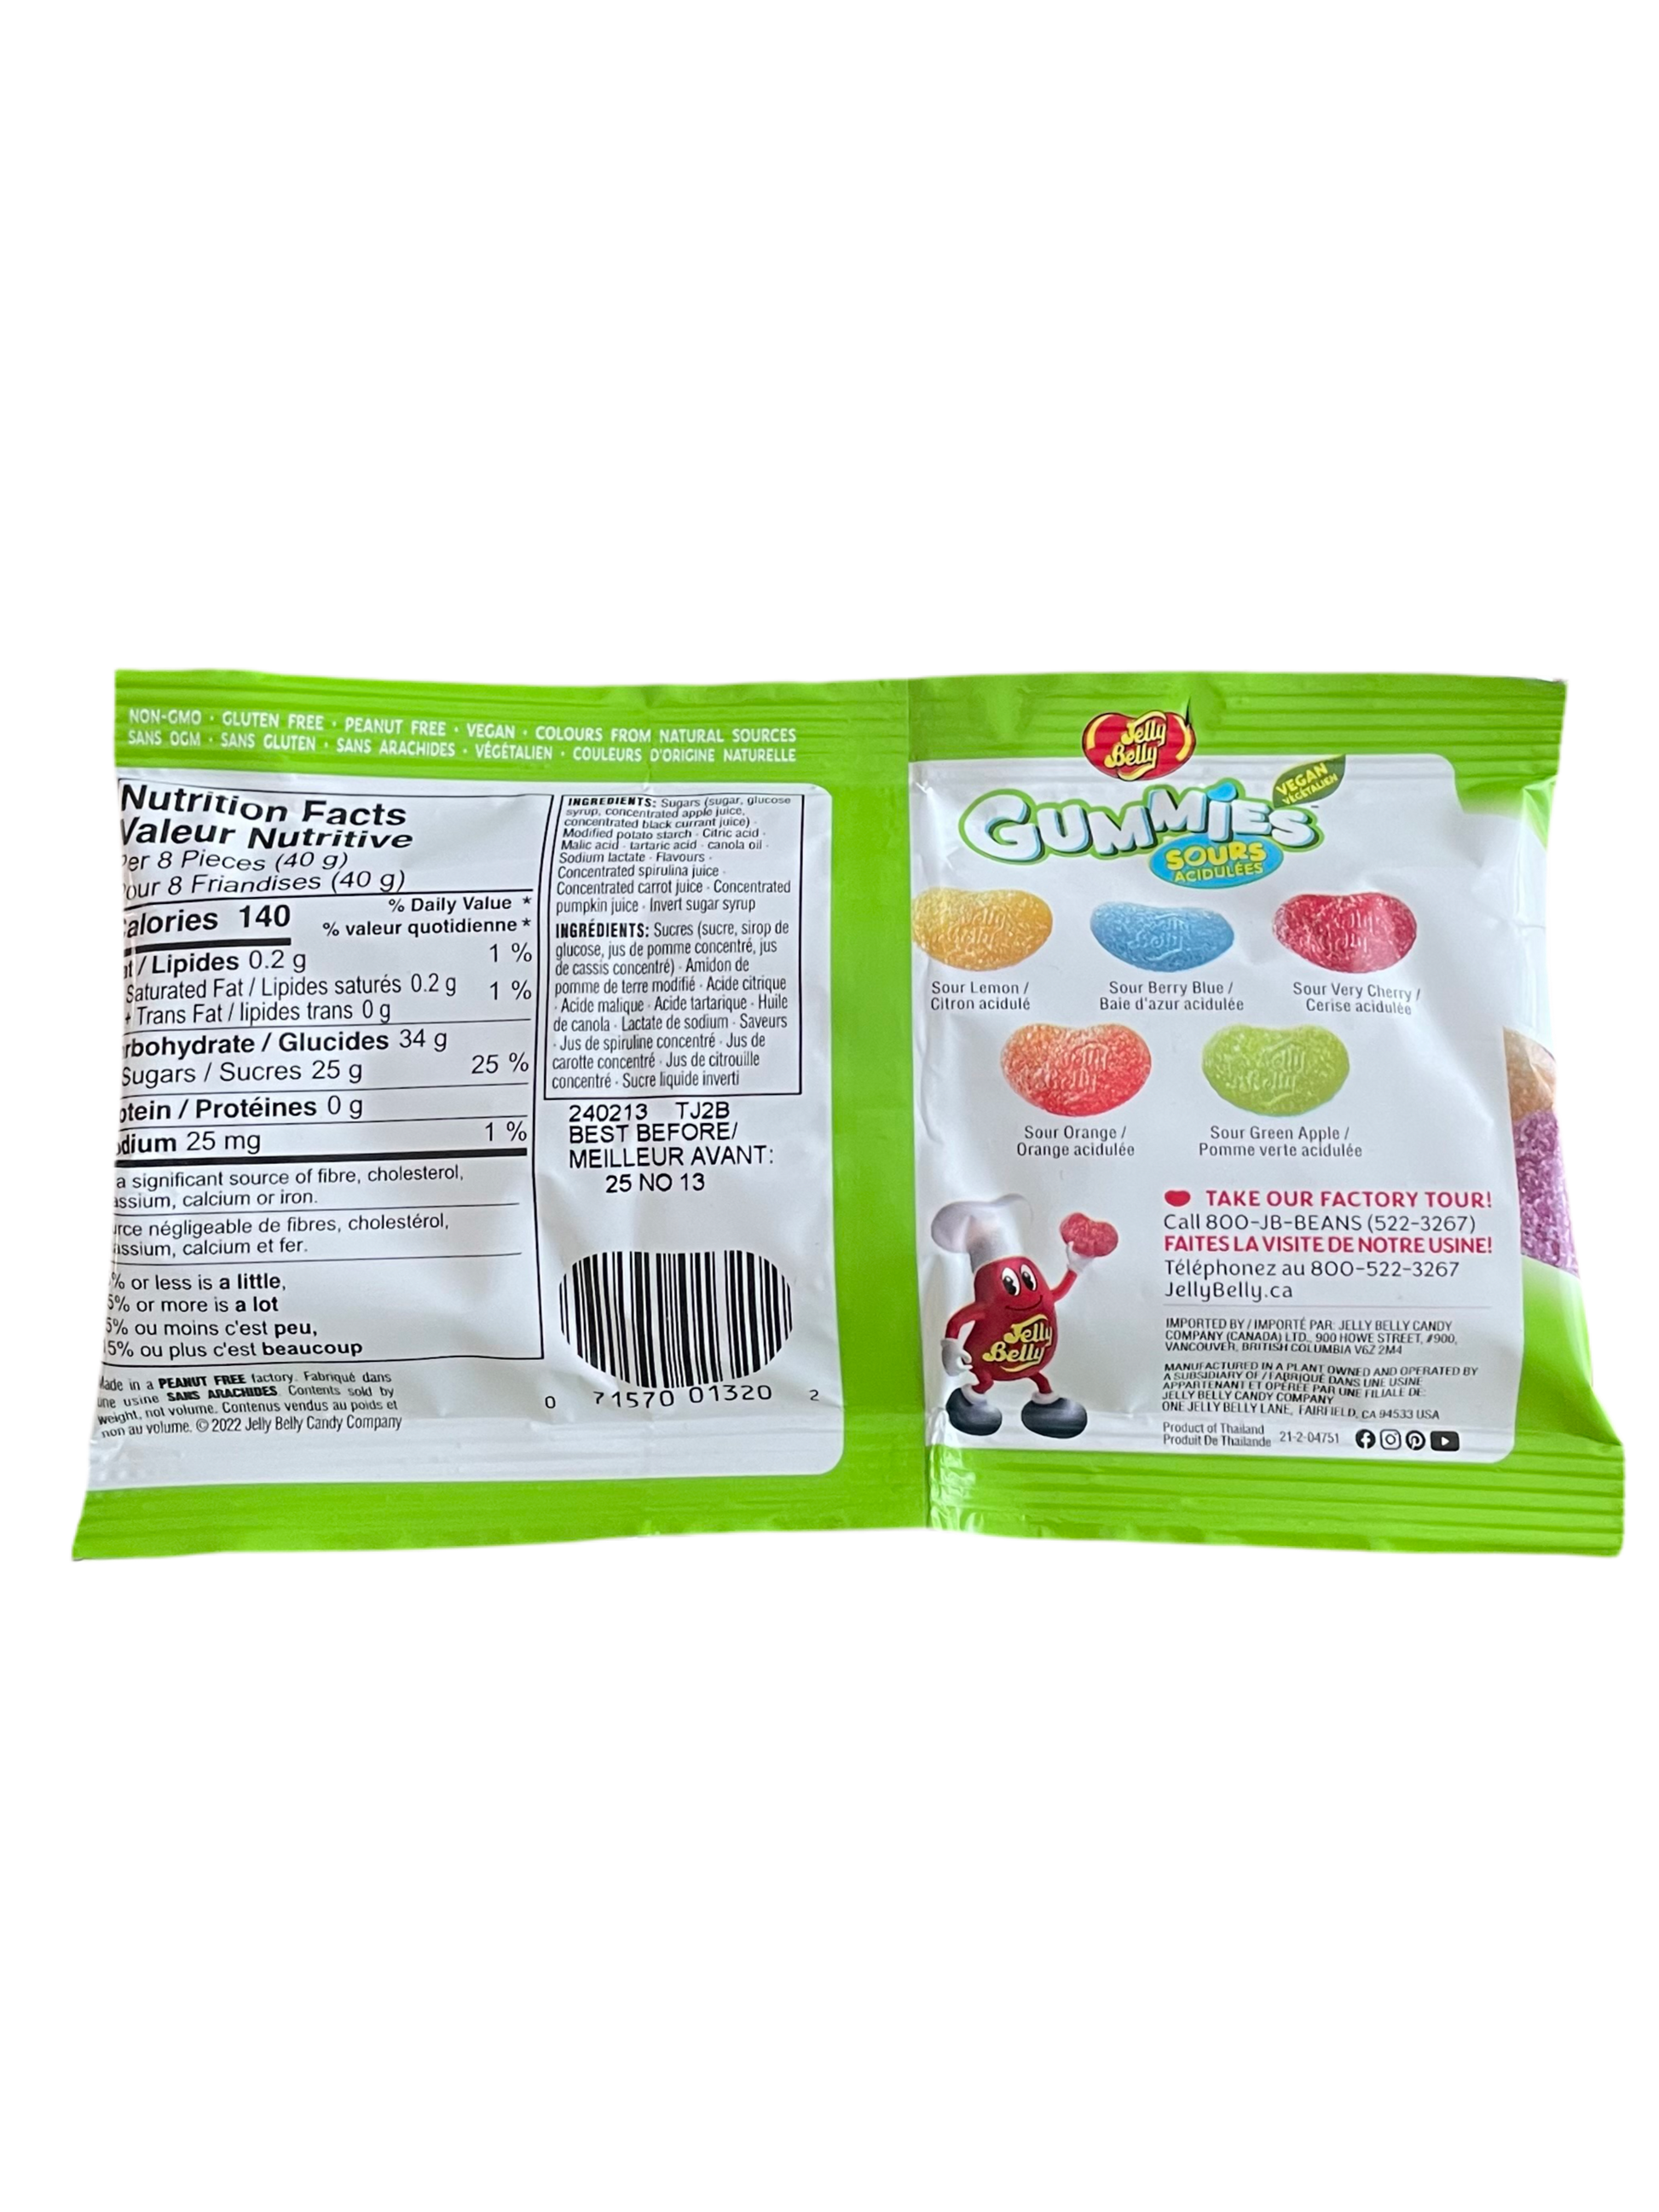 NON-GMO · GLUTEN FREE · PEANUT FREE · VEGAN · COLOURS FROM NATURAL SOURCES
SANS OGM · SANS GLUTEN · SANS ARACHIDES · VÉGÉTALIEN · COULEURS D'ORIGINE NATURELLE
Nutrition Facts
Valeur Nutritive
Per 8 Pieces (40 g)
Pour 8 Friandises (40 g)
alories 140
% Daily Value *
% valeur quotidienne *
at / Lipides 0.2 g 1 %
Saturated Fat / Lipides saturés 0.2 g
+ Trans Fat / lipides trans 0 g 1 %
rbohydrate / Glucides 34 g
Sugars / Sucres 25 g 25 %
otein / Protéines 0 g
dium 25 mg 1 %
a significant source of fibre, cholesterol,
assium, calcium or iron.
urce négligeable de fibres, cholestérol,
assium, calcium et fer.
% or less is a little,
5% or more is a lot
5% ou moins c'est peu,
15% ou plus c'est beaucoup
Made in a PEANUT FREE factory. Fabriqué dans
une usine SANS ARACHIDES. Contents sold by
weight, not volume. Contenus vendus au poids et
non au volume. © 2022 Jelly Belly Candy Company
INGREDIENTS: Sugars (sugar, glucose
syrup, concentrated apple juice,
concentrated black currant juice) ·
Modified potato starch · Citric acid ·
Malic acid · tartaric acid · canola oil ·
Sodium lactate · Flavours ·
Concentrated spirulina juice ·
Concentrated carrot juice · Concentrated
pumpkin juice · Invert sugar syrup
INGRÉDIENTS: Sucres (sucre, sirop de
glucose, jus de pomme concentré, jus
de cassis concentré) · Amidon de
pomme de terre modifié · Acide citrique
· Acide malique · Acide tartarique · Huile
de canola · Lactate de sodium · Saveurs
· Jus de spiruline concentré · Jus de
carotte concentré · Jus de citrouille
concentré · Sucre liquide inverti
240213 TJ2B
BEST BEFORE/
MEILLEUR AVANT:
25 NO 13
0 71570 01320 2
Jelly
Belly
VEGAN
VÉGÉTALIEN
GUMMIES™
SOURS
ACIDULÉES
Sour Lemon /
Citron acidulé
Sour Berry Blue /
Baie d'azur acidulée
Sour Very Cherry /
Cerise acidulée
Sour Orange /
Orange acidulée
Sour Green Apple /
Pomme verte acidulée
TAKE OUR FACTORY TOUR!
Call 800-JB-BEANS (522-3267)
FAITES LA VISITE DE NOTRE USINE!
Téléphonez au 800-522-3267
JellyBelly.ca
Jelly
Belly
IMPORTED BY / IMPORTÉ PAR: JELLY BELLY CANDY
COMPANY (CANADA) LTD., 900 HOWE STREET, #900,
VANCOUVER, BRITISH COLUMBIA V6Z 2M4
MANUFACTURED IN A PLANT OWNED AND OPERATED BY
A SUBSIDIARY OF / FABRIQUÉ DANS UNE USINE
APPARTENANT ET OPÉRÉE PAR UNE FILIALE DE:
JELLY BELLY CANDY COMPANY
ONE JELLY BELLY LANE, FAIRFIELD, CA 94533 USA
Product of Thailand
Produit De Thaïlande 21-2-04751